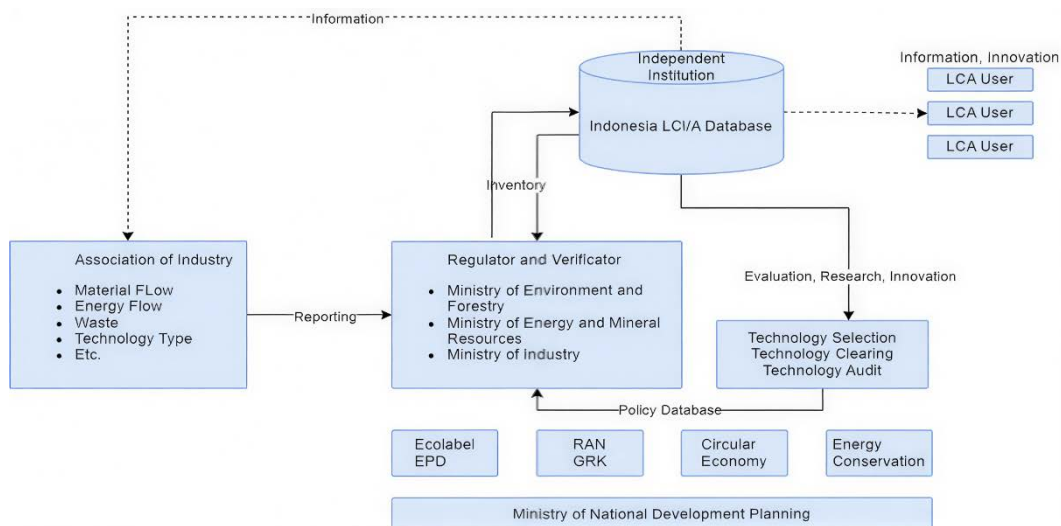 Information
Independent
Institution
Indonesia LCI/A Database
Information, Innovation
LCA User
LCA User
LCA User
Inventory
Association of Industry
Material FLow
Energy Flow
Waste
Technology Type
Etc.
Reporting
Regulator and Verificator
Ministry of Environment and
Forestry
Ministry of Energy and Mineral
Resources
Ministry of Industry
Evaluation, Research, Innovation
Technology Selection
Technology Clearing
Technology Audit
Policy Database
Ecolabel
EPD
RAN
GRK
Circular
Economy
Energy
Conservation
Ministry of National Development Planning